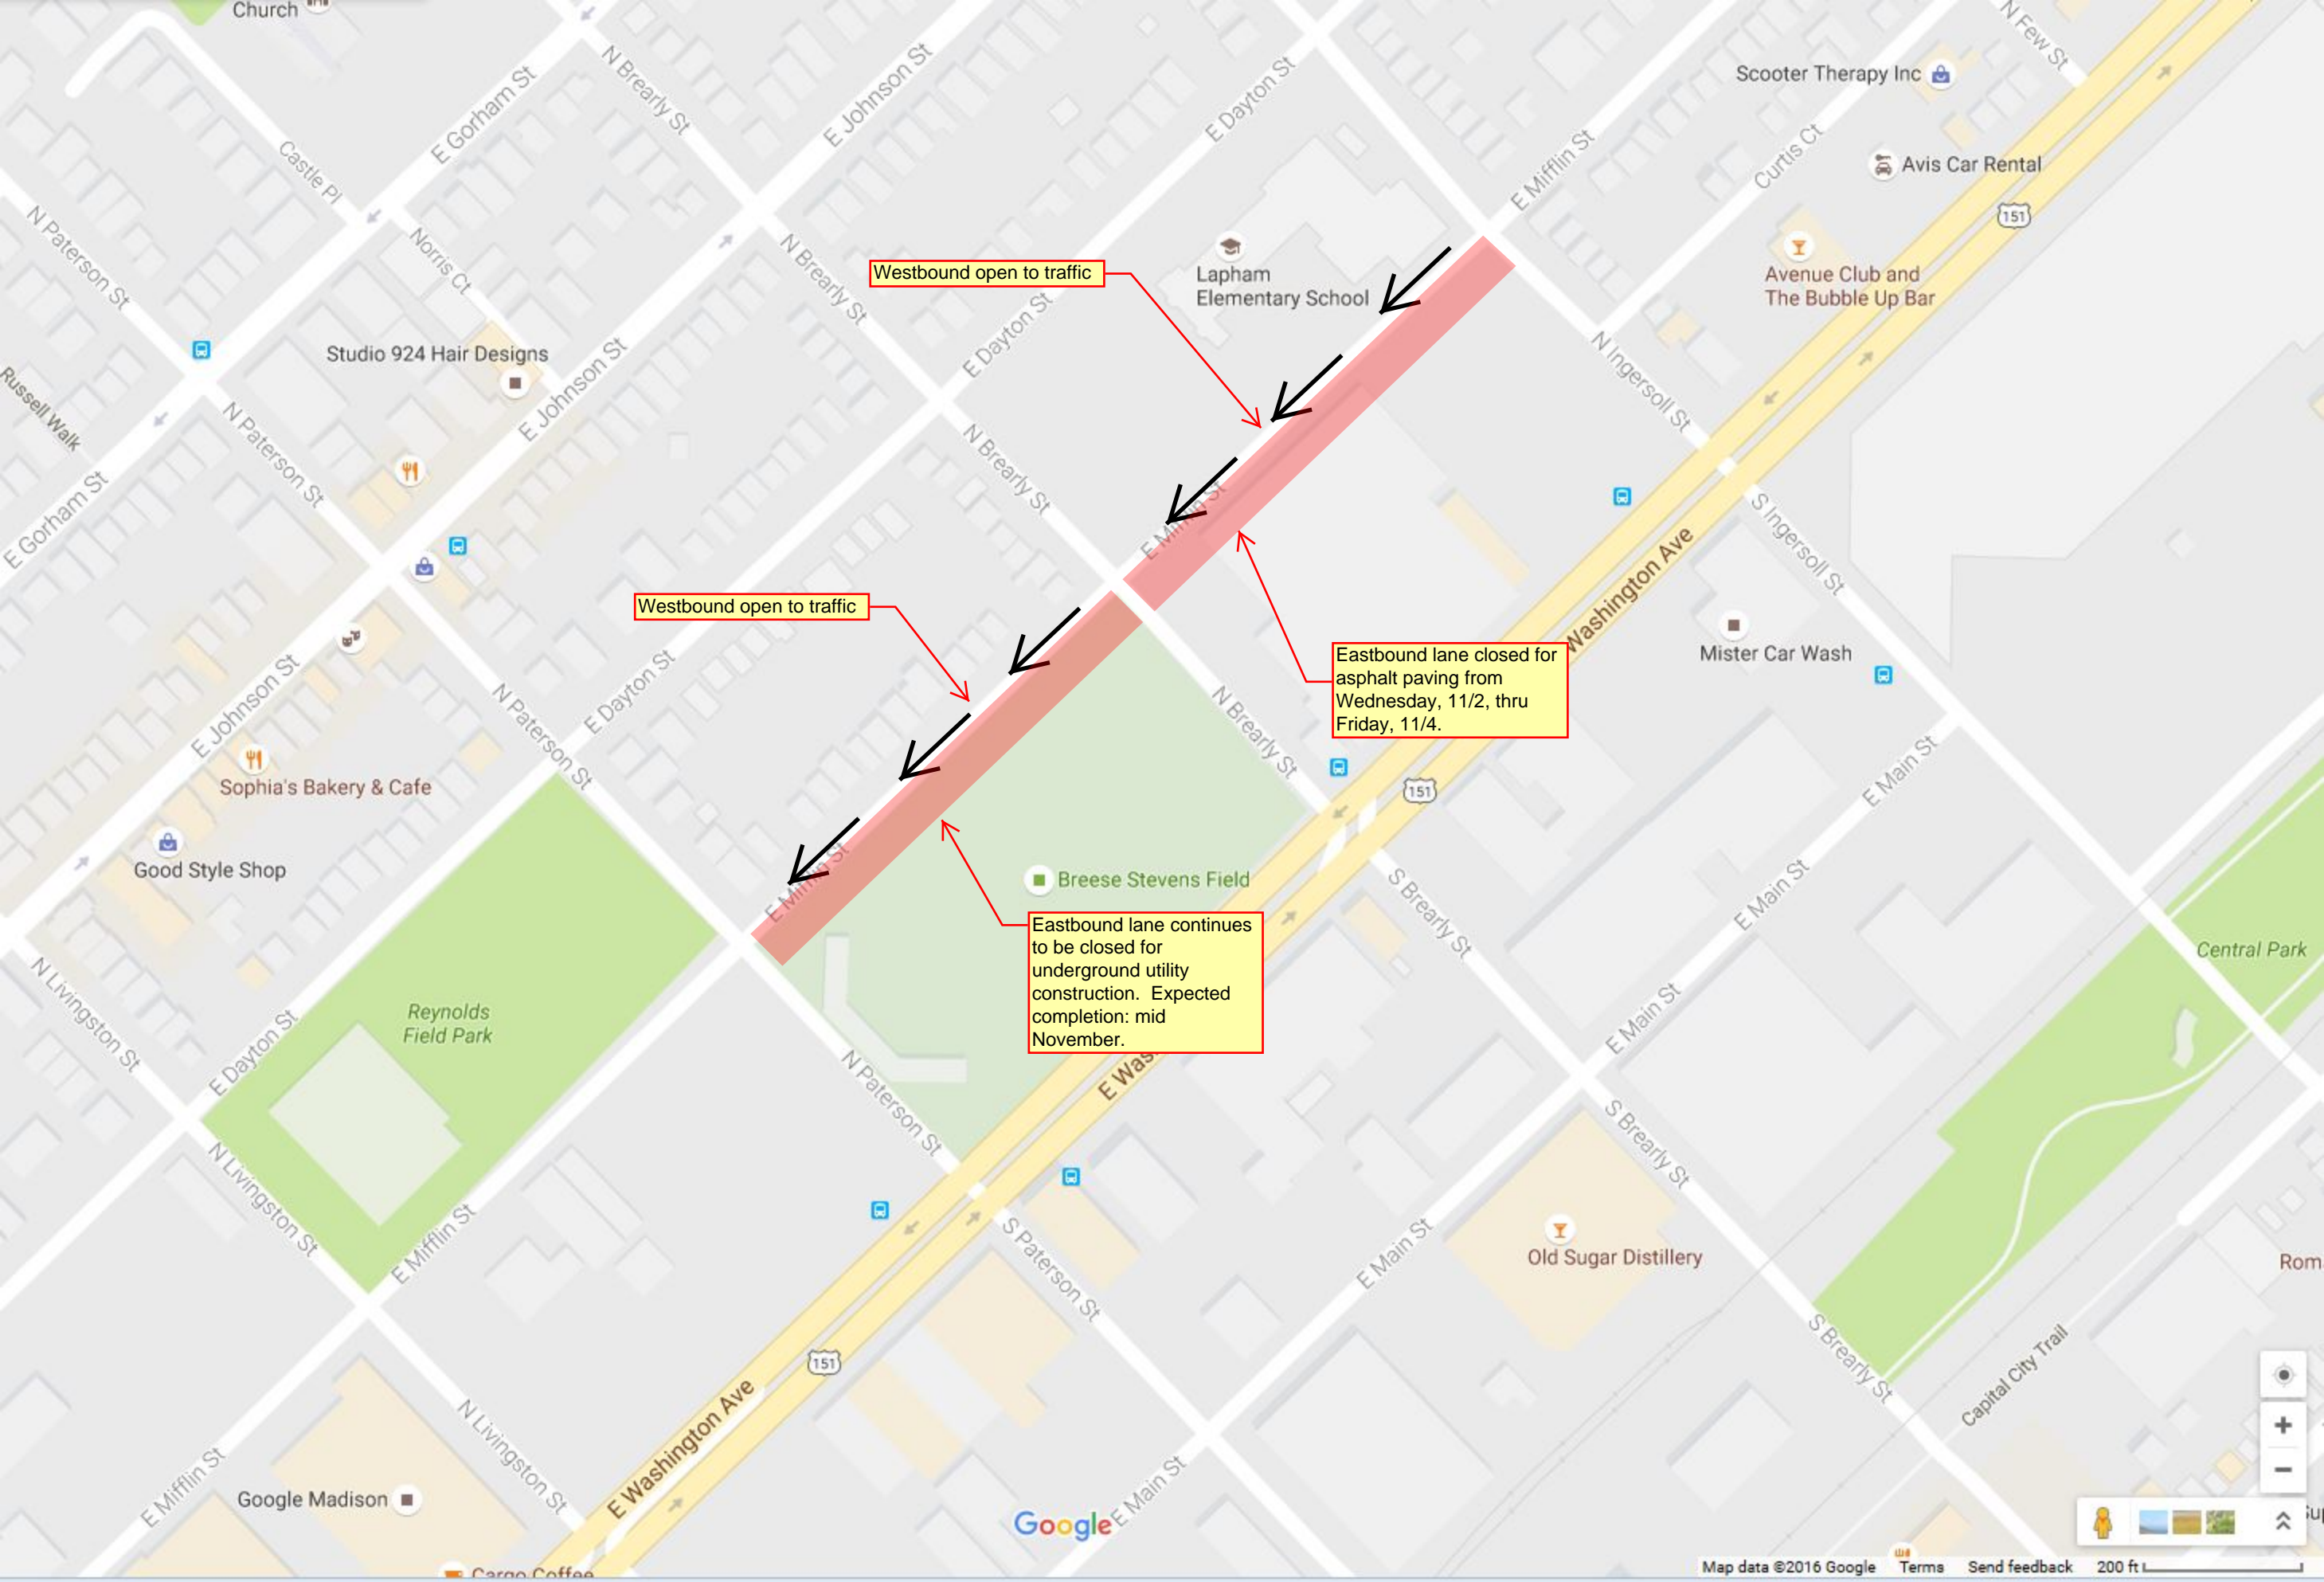 Church
N Brearly St
E Gorham St
E Johnson St
E Dayton St
N Few St
Scooter Therapy Inc
Curtis Ct
Avis Car Rental
E Mifflin St
Castle Pl
N Paterson St
Norris Ct
N Brearly St
151
Westbound open to traffic
Lapham
Elementary School
Avenue Club and
The Bubble Up Bar
E Dayton St
N Ingersoll St
Studio 924 Hair Designs
E Johnson St
Russell Walk
N Paterson St
N Brearly St
E Gorham St
E Mifflin St
S Ingersoll St
Washington Ave
Westbound open to traffic
Mister Car Wash
Eastbound lane closed for
asphalt paving from
Wednesday, 11/2, thru
Friday, 11/4.
E Johnson St
N Paterson St
E Dayton St
N Brearly St
151
E Main St
Sophia's Bakery & Cafe
Good Style Shop
E Mifflin St
Breese Stevens Field
S Brearly St
E Main St
Eastbound lane continues
to be closed for
underground utility
construction. Expected
completion: mid
November.
Central Park
N Livingston St
Reynolds
Field Park
E Dayton St
E Main St
N Paterson St
E Was
S Brearly St
N Livingston St
E Mifflin St
S Paterson St
E Main St
Old Sugar Distillery
Rom
151
S Brearly St
Capital City Trail
E Washington Ave
N Livingston St
E Mifflin St
Google Madison
E Main St
Google
Cargo Coffee
Map data ©2016 Google Terms Send feedback 200 ft